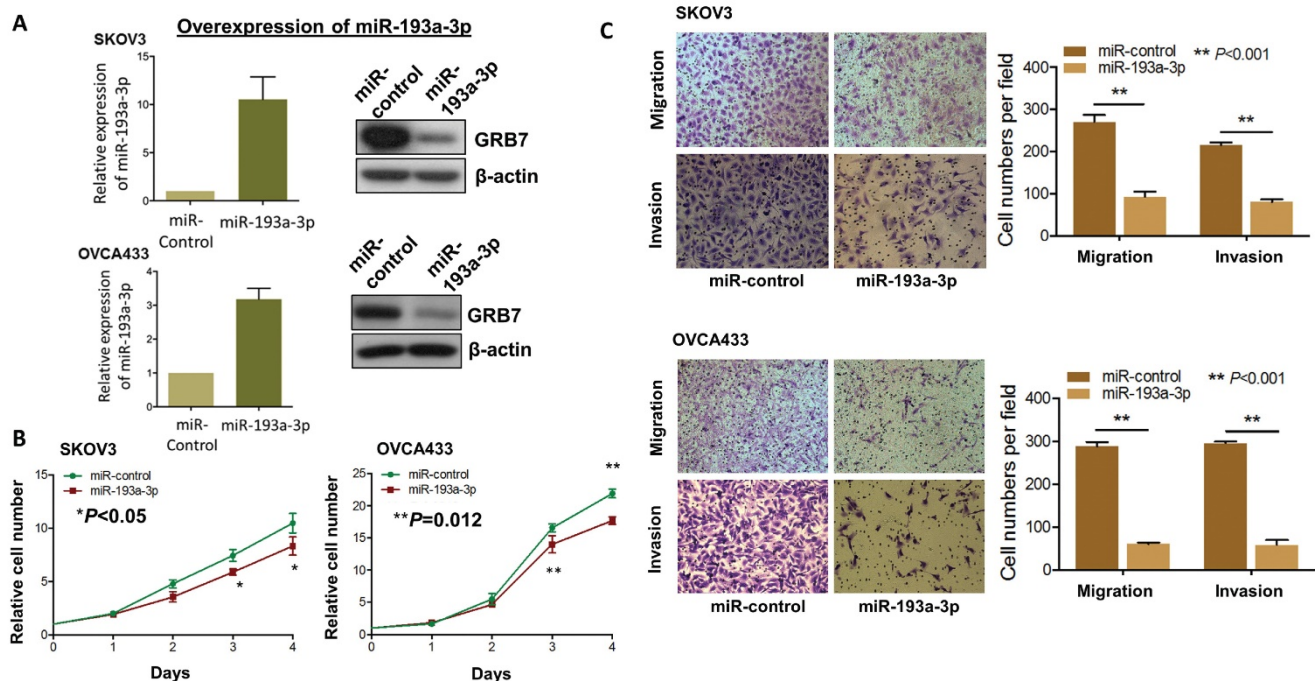 A
Overexpression of miR-193a-3p
SKOV3
Relative expression
of miR-193a-3p
15
10
5
0
miR-
Control
miR-193a-3p
miR-
control
miR-
193a-3p
GRB7
β-actin
OVCA433
Relative expression
of miR-193a-3p
4
3
2
1
0
miR-
Control
miR-193a-3p
miR-
control
miR-
193a-3p
GRB7
β-actin
B
SKOV3
Relative cell number
15
10
5
0
miR-control
miR-193a-3p
*P<0.05
*
*
0 1 2 3 4
Days
OVCA433
Relative cell number
25
20
15
10
5
0
miR-control
miR-193a-3p
**P=0.012
**
**
0 1 2 3 4
Days
C
SKOV3
Migration
Invasion
miR-control
miR-193a-3p
Cell numbers per field
400
300
200
100
0
miR-control
miR-193a-3p
** P<0.001
**
**
Migration
Invasion
OVCA433
Migration
Invasion
miR-control
miR-193a-3p
Cell numbers per field
400
300
200
100
0
miR-control
miR-193a-3p
** P<0.001
**
**
Migration
Invasion